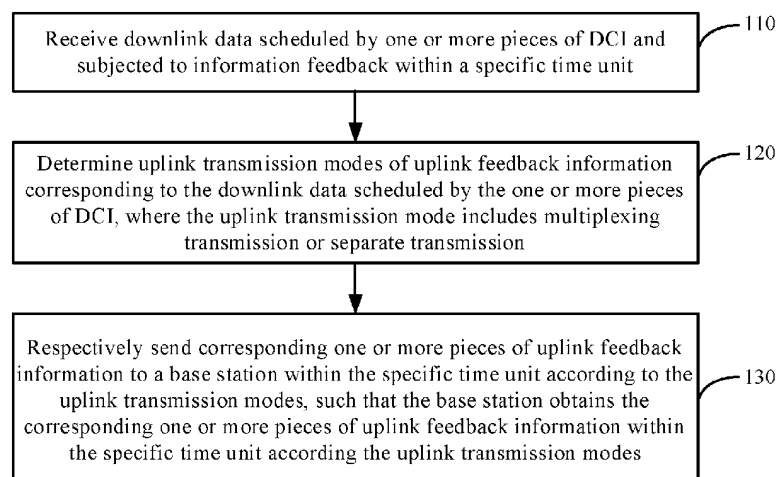 Receive downlink data scheduled by one or more pieces of DCI and
subjected to information feedback within a specific time unit
110
Determine uplink transmission modes of uplink feedback information
corresponding to the downlink data scheduled by the one or more pieces
of DCI, where the uplink transmission mode includes multiplexing
transmission or separate transmission
120
Respectively send corresponding one or more pieces of uplink feedback
information to a base station within the specific time unit according to the
uplink transmission modes, such that the base station obtains the
corresponding one or more pieces of uplink feedback information within
the specific time unit according the uplink transmission modes
130